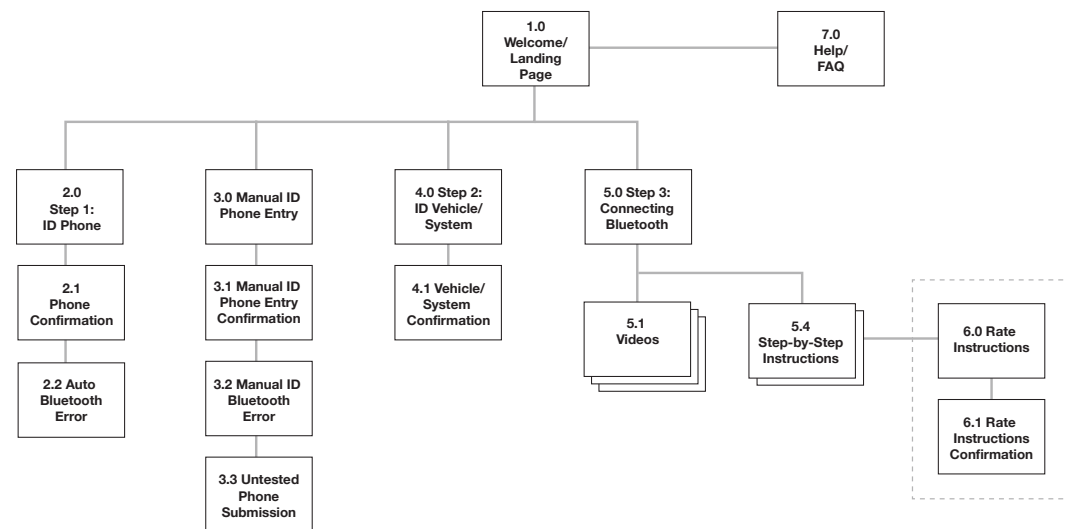 1.0
Welcome/
Landing
Page
7.0
Help/
FAQ
2.0
Step 1:
ID Phone
3.0 Manual ID
Phone Entry
4.0 Step 2:
ID Vehicle/
System
5.0 Step 3:
Connecting
Bluetooth
2.1
Phone
Confirmation
3.1 Manual ID
Phone Entry
Confirmation
4.1 Vehicle/
System
Confirmation
5.1
Videos
5.4
Step-by-Step
Instructions
6.0 Rate
Instructions
2.2 Auto
Bluetooth
Error
3.2 Manual ID
Bluetooth
Error
6.1 Rate
Instructions
Confirmation
3.3 Untested
Phone
Submission